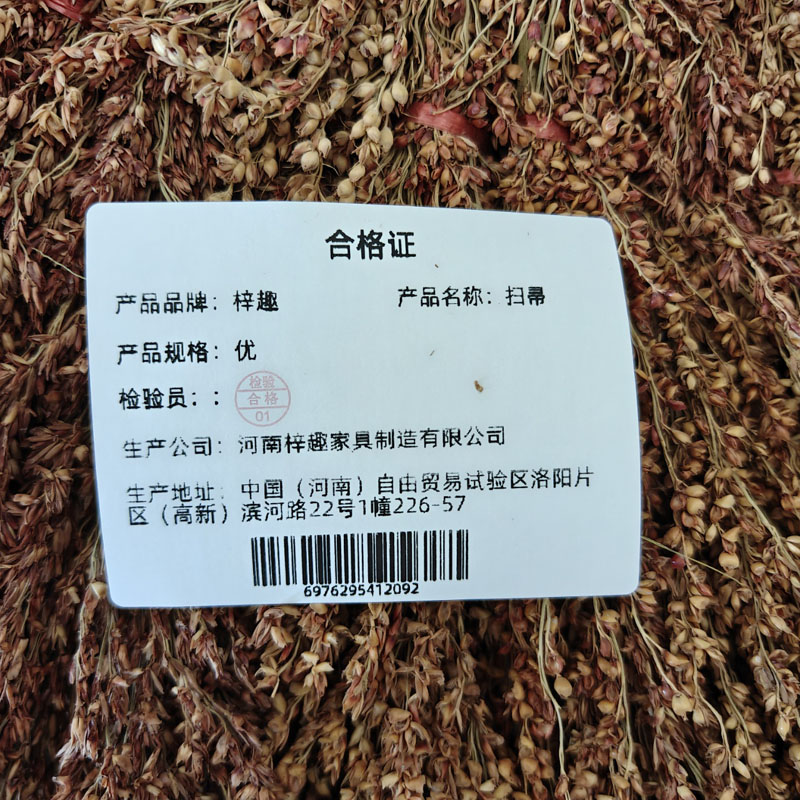 合格证
产品品牌：梓趣
产品名称：扫帚
产品规格：优
检验员：：
检验
合格
01
生产公司：河南梓趣家具制造有限公司
生产地址：中国（河南）自由贸易试验区洛阳片
区（高新）滨河路22号1幢226-57
6976295412092